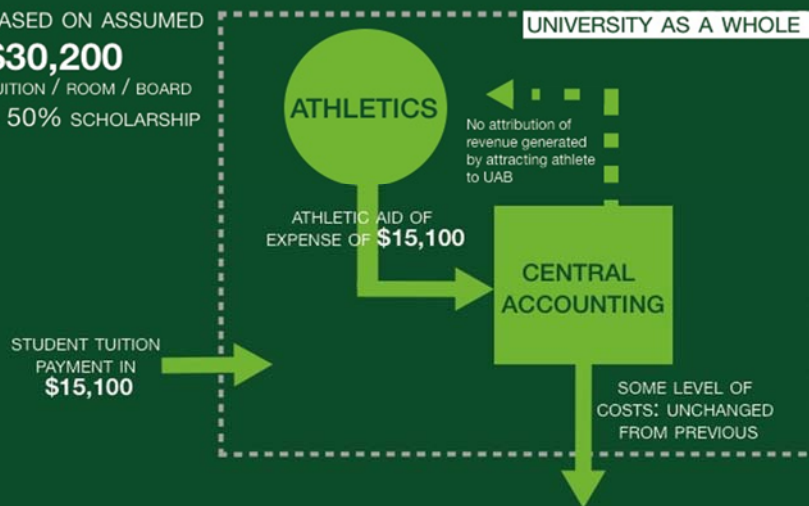 ASED ON ASSUMED
$30,200
UITION / ROOM / BOARD
50% SCHOLARSHIP
UNIVERSITY AS A WHOLE
ATHLETICS
No attribution of
revenue generated
by attracting athlete
to UAB
ATHLETIC AID OF
EXPENSE OF $15,100
CENTRAL
ACCOUNTING
STUDENT TUITION
PAYMENT IN
$15,100
SOME LEVEL OF
COSTS: UNCHANGED
FROM PREVIOUS